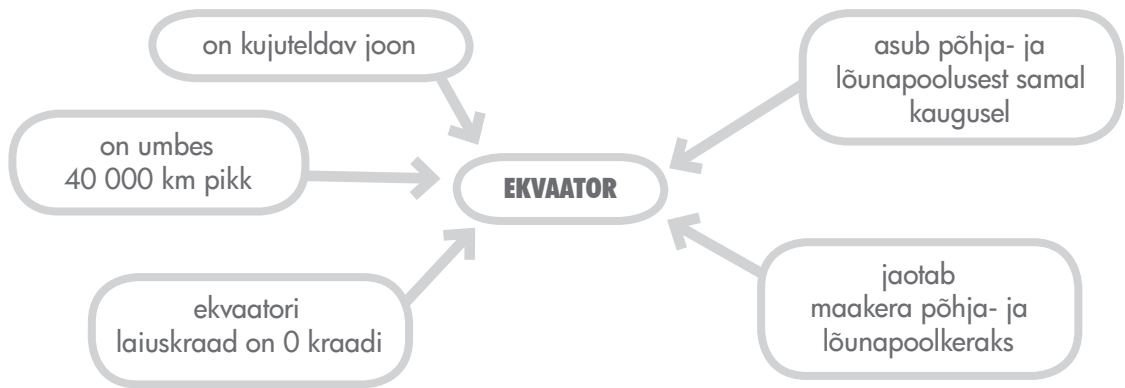 on kujuteldav joon
asub põhja- ja
lõunapoolusest samal
kaugusel
on umbes
40 000 km pikk
EKVAATOR
ekvaatori
laiuskraad on 0 kraadi
jaotab
maakera põhja- ja
lõunapoolkeraks